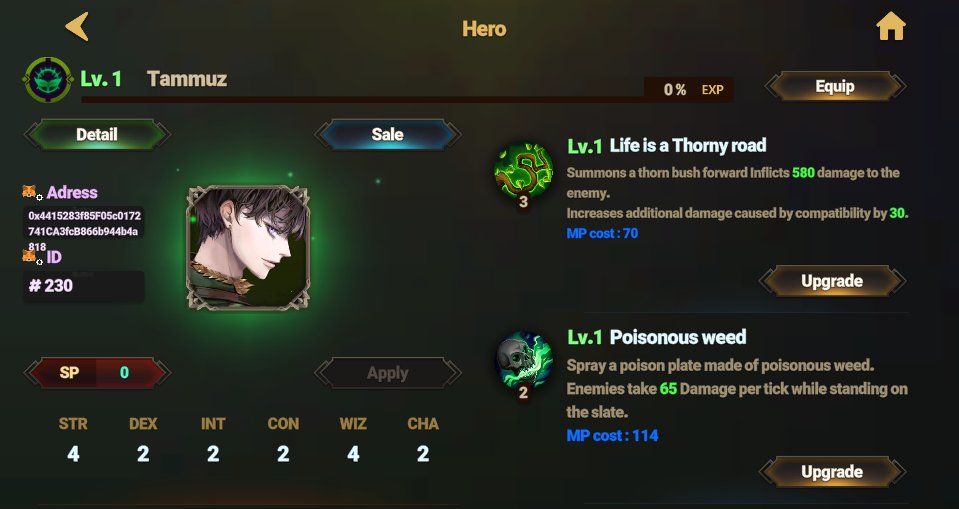 Hero
Lv. 1 Tammuz
0 % EXP
Equip
Detail
Sale
Adress
0x4415283f85F05c0172
741CA3fcB866b944b4a
818
ID
# 230
SP 0
Apply
STR DEX INT CON WIZ CHA
4 2 2 2 4 2
Lv.1 Life is a Thorny road
Summons a thorn bush forward Inflicts 580 damage to the
enemy.
Increases additional damage caused by compatibility by 30.
MP cost : 70
3
Upgrade
Lv.1 Poisonous weed
Spray a poison plate made of poisonous weed.
Enemies take 65 Damage per tick while standing on
the slate.
MP cost : 114
2
Upgrade